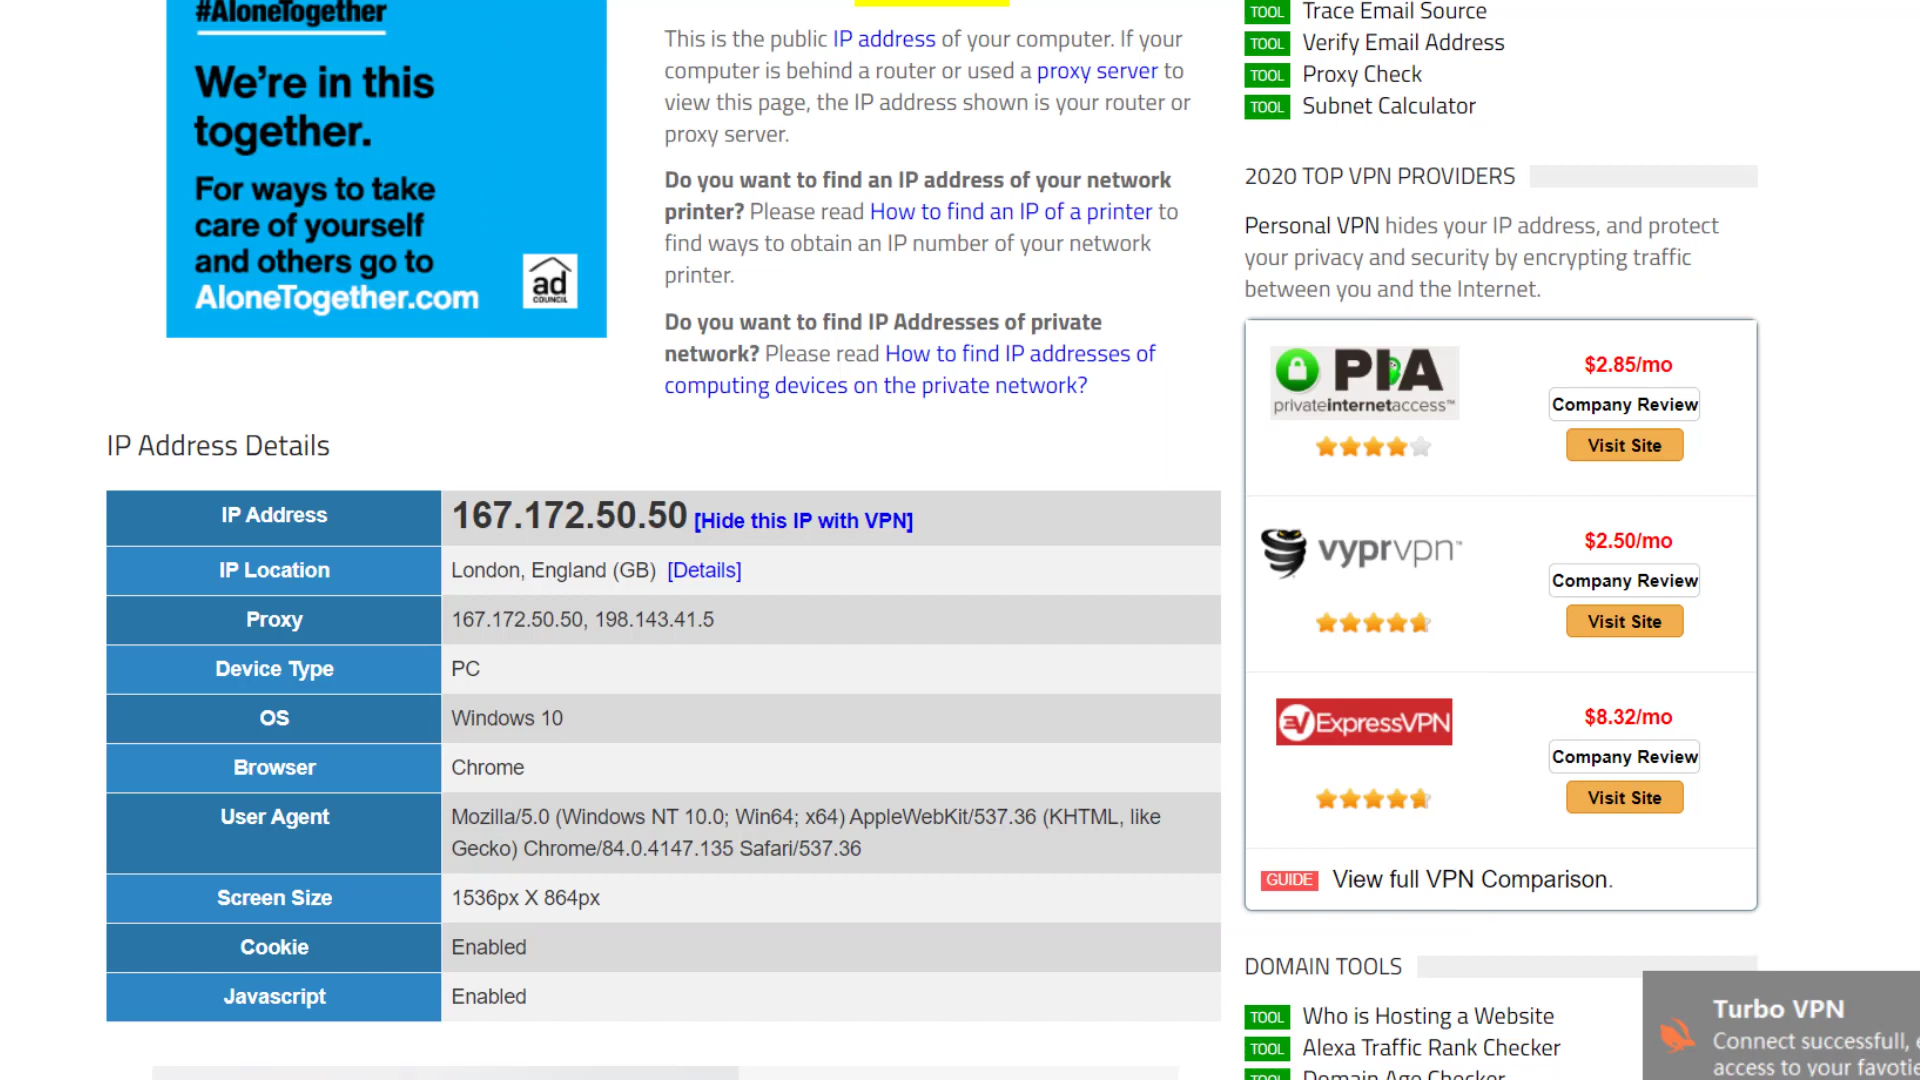 #AloneTogether
We're in this
together.
For ways to take
care of yourself
and others go to
AloneTogether.com
ad
COUNCIL
This is the public IP address of your computer. If your
computer is behind a router or used a proxy server to
view this page, the IP address shown is your router or
proxy server.
Do you want to find an IP address of your network
printer? Please read How to find an IP of a printer to
find ways to obtain an IP number of your network
printer.
Do you want to find IP Addresses of private
network? Please read How to find IP addresses of
computing devices on the private network?
IP Address Details
IP Address 167.172.50.50 [Hide this IP with VPN]
IP Location London, England (GB) [Details]
Proxy 167.172.50.50, 198.143.41.5
Device Type PC
OS Windows 10
Browser Chrome
User Agent Mozilla/5.0 (Windows NT 10.0; Win64; x64) AppleWebKit/537.36 (KHTML, like
Gecko) Chrome/84.0.4147.135 Safari/537.36
Screen Size 1536px X 864px
Cookie Enabled
Javascript Enabled
TOOL Trace Email Source
TOOL Verify Email Address
TOOL Proxy Check
TOOL Subnet Calculator
2020 TOP VPN PROVIDERS
Personal VPN hides your IP address, and protect
your privacy and security by encrypting traffic
between you and the Internet.
PIA
privateinternetaccess™
$2.85/mo
Company Review
Visit Site
vyprvpn™
$2.50/mo
Company Review
Visit Site
EV ExpressVPN
$8.32/mo
Company Review
Visit Site
GUIDE View full VPN Comparison.
DOMAIN TOOLS
TOOL Who is Hosting a Website
TOOL Alexa Traffic Rank Checker
TOOL Domain Age Checker
Turbo VPN
Connect successfull,
access to your favotie